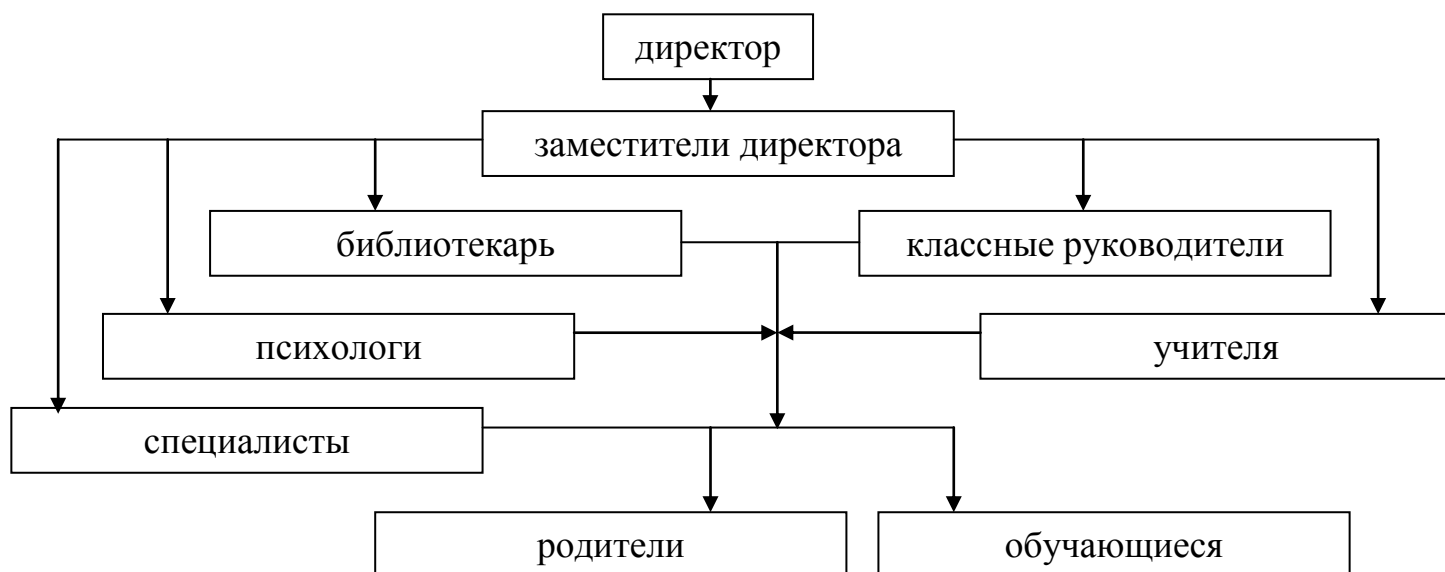 директор
заместители директора
библиотекарь
классные руководители
психологи
учителя
специалисты
родители
обучающиеся